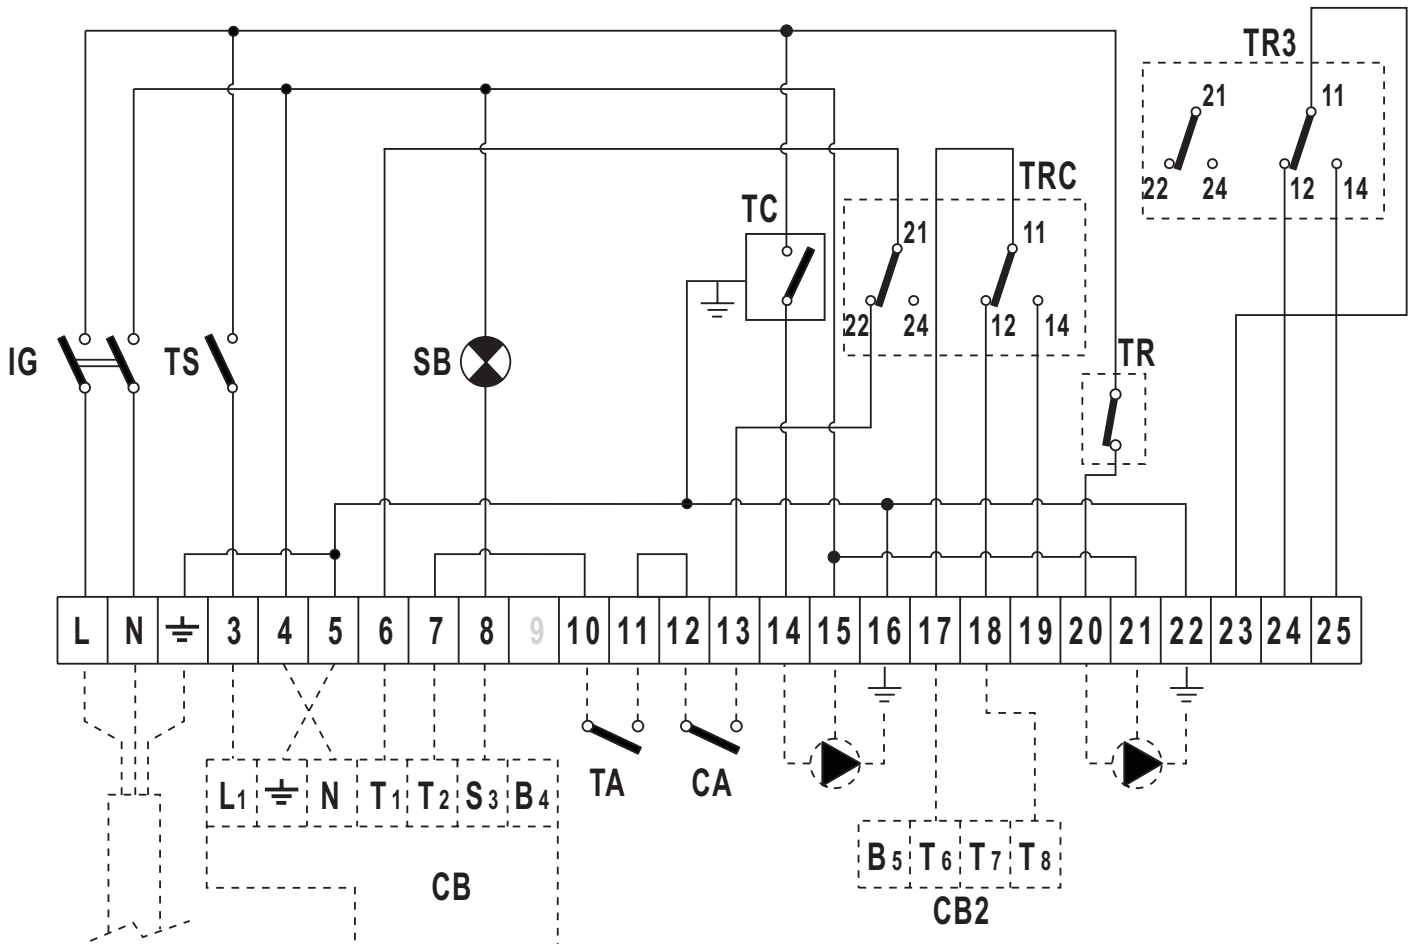 TR3
21 11
22 24 12 14
TRC
TC
21 11
22 24 12 14
TR
IG TS SB
L N 3 4 5 6 7 8 9 10 11 12 13 14 15 16 17 18 19 20 21 22 23 24 25
TA CA
L1 N T1 T2 S3 B4
B5 T6 T7 T8
CB
CB2